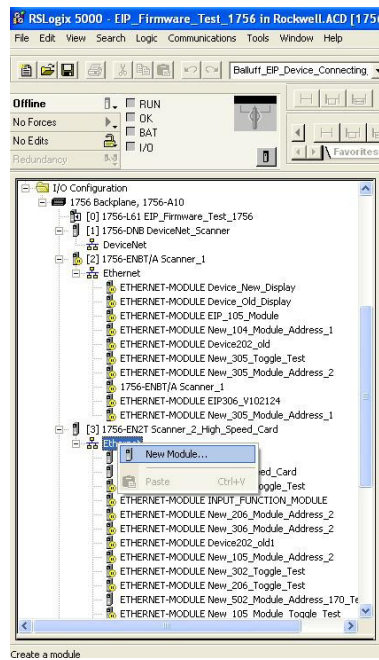 RSLogix 5000 - EIP_Firmware_Test_1756 in Rockwell.ACD [1756
File Edit View Search Logic Communications Tools Window Help
Balluff_EIP_Device_Connecting,
Offline
RUN
No Forces
OK
BAT
No Edits
I/O
Redundancy
Favorites
I/O Configuration
1756 Backplane, 1756-A10
[0] 1756-L61 EIP_Firmware_Test_1756
[1] 1756-DNB DeviceNet_Scanner
DeviceNet
[2] 1756-ENBT/A Scanner_1
Ethernet
ETHERNET-MODULE Device_New_Display
ETHERNET-MODULE Device_Old_Display
ETHERNET-MODULE EIP_105_Module
ETHERNET-MODULE New_104_Module_Address_1
ETHERNET-MODULE Device202_old
ETHERNET-MODULE New_305_Toggle_Test
ETHERNET-MODULE New_305_Module_Address_2
1756-ENBT/A Scanner_1
ETHERNET-MODULE EIP306_V102124
ETHERNET-MODULE New_305_Module_Address_1
[3] 1756-EN2T Scanner_2_High_Speed_Card
New Module...
ed_Card
Paste Ctrl+V
oggle_Test
ETHERNET-MODULE INPUT_FUNCTION_MODULE
ETHERNET-MODULE New_206_Module_Address_2
ETHERNET-MODULE New_306_Module_Address_2
ETHERNET-MODULE Device202_old1
ETHERNET-MODULE New_105_Module_Address_2
ETHERNET-MODULE New_302_Toggle_Test
ETHERNET-MODULE New_206_Toggle_Test
ETHERNET-MODULE New_502_Module_Address_170_Te
ETHERNET-MODULE New_105_Module_Toggle_Test
Create a module